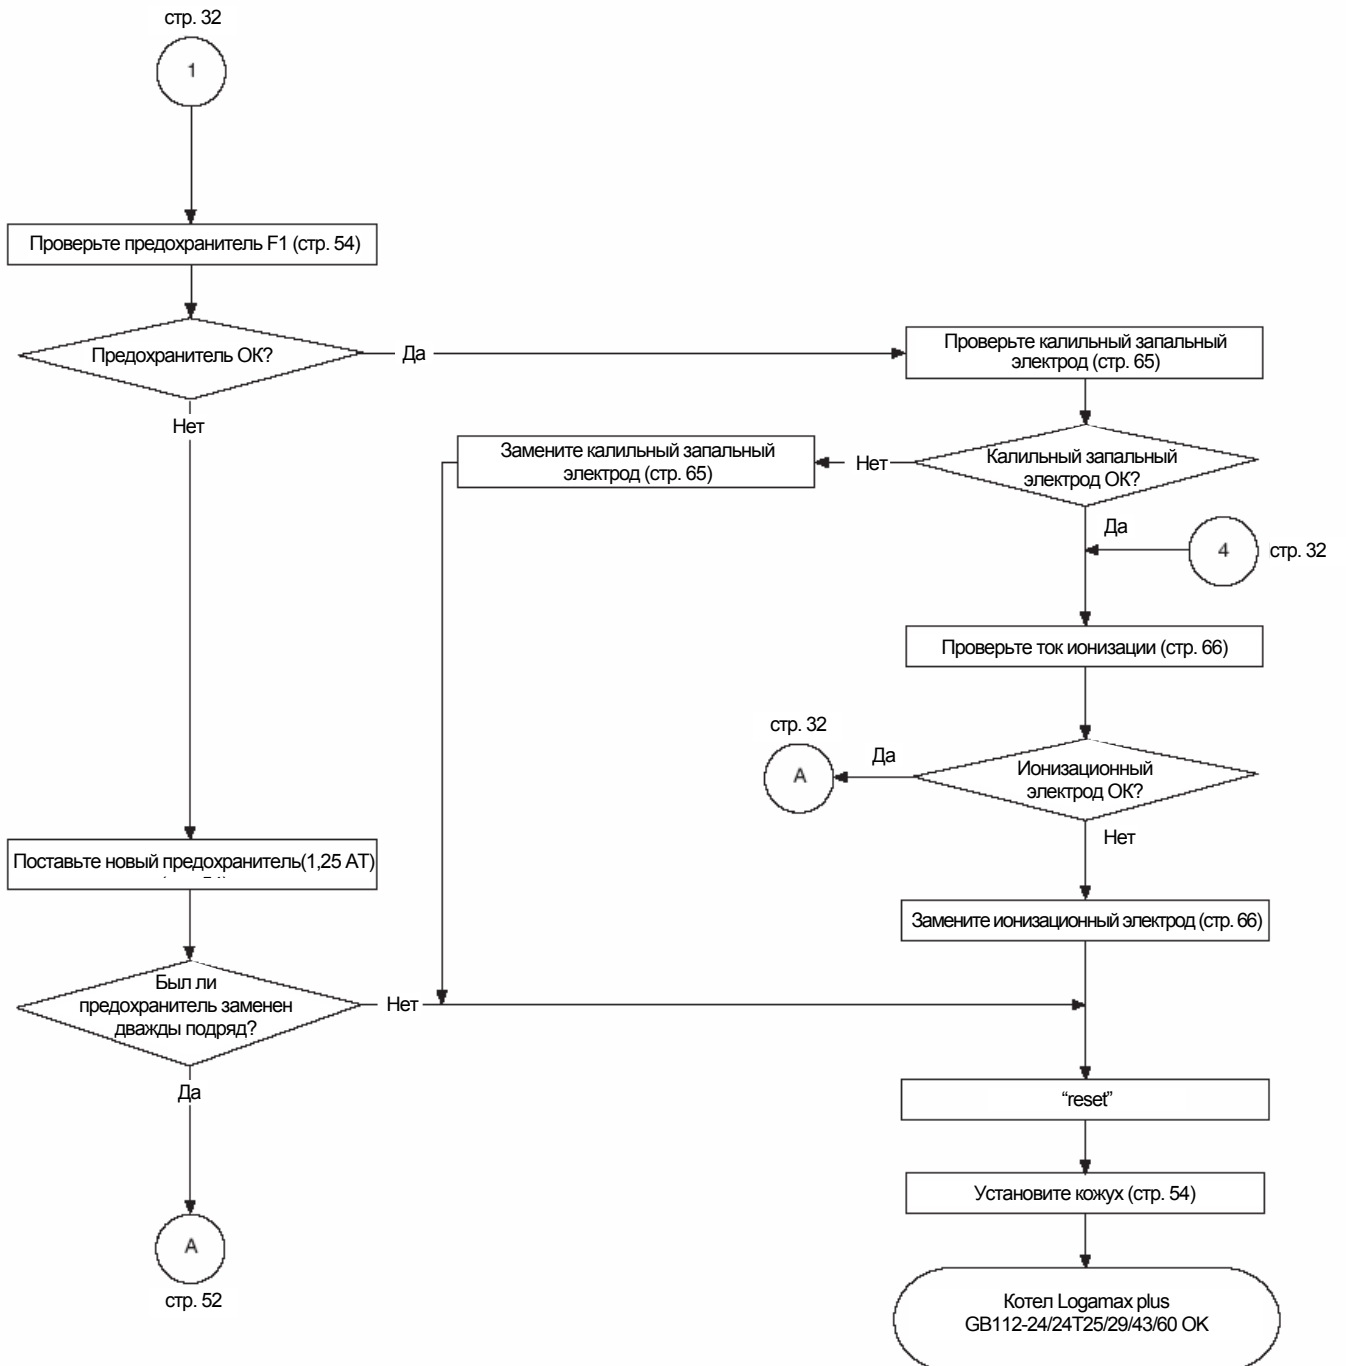 стр. 32
1
Проверьте предохранитель F1 (стр. 54)
Предохранитель ОК?
Да
Нет
Проверьте калильный запальный
электрод (стр. 65)
Калильный запальный
электрод ОК?
Нет
Замените калильный запальный
электрод (стр. 65)
Да
4
стр. 32
Проверьте ток ионизации (стр. 66)
Ионизационный
электрод ОК?
Да
стр. 32
A
Нет
Замените ионизационный электрод (стр. 66)
Поставьте новый предохранитель(1,25 AT)
Был ли
предохранитель заменен
дважды подряд?
Нет
Да
A
стр. 52
“reset”
Установите кожух (стр. 54)
Котел Logamax plus
GB112-24/24T25/29/43/60 OK